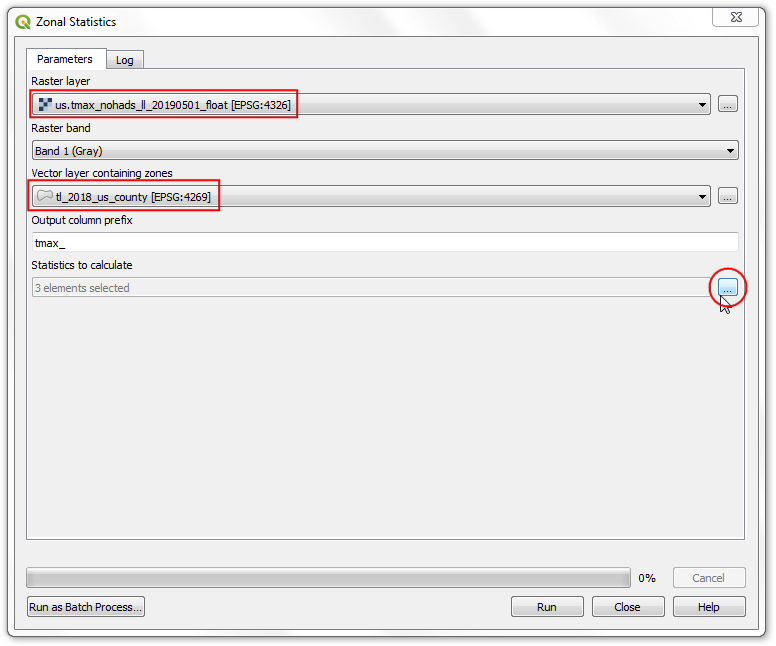 Zonal Statistics
Parameters Log
Raster layer
us.tmax_nohads_ll_20190501_float [EPSG:4326] ...
Raster band
Band 1 (Gray)
Vector layer containing zones
tl_2018_us_county [EPSG:4269] ...
Output column prefix
tmax_
Statistics to calculate
3 elements selected ...
0% Cancel
Run as Batch Process... Run Close Help